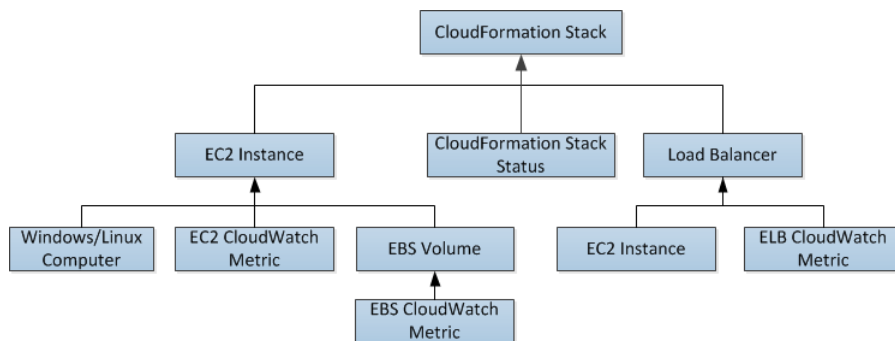 CloudFormation Stack
EC2 Instance
CloudFormation Stack
Status
Load Balancer
Windows/Linux
Computer
EC2 CloudWatch
Metric
EBS Volume
EC2 Instance
ELB CloudWatch
Metric
EBS CloudWatch
Metric